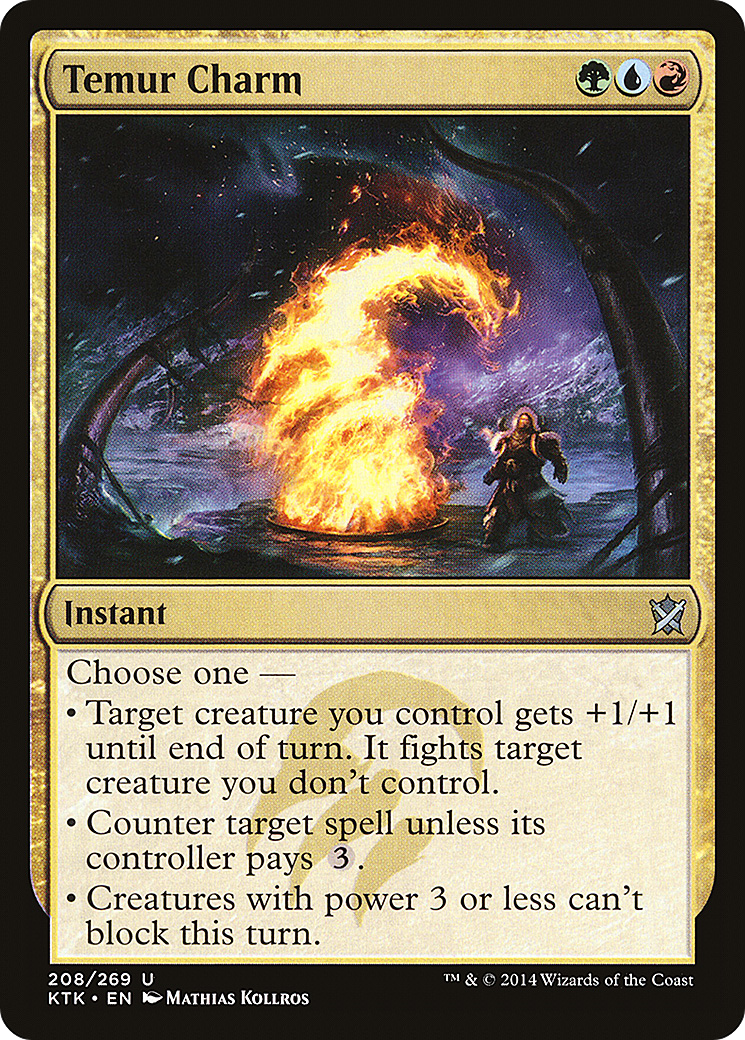 Temur Charm
Instant
Choose one —
• Target creature you control gets +1/+1
until end of turn. It fights target
creature you don't control.
• Counter target spell unless its
controller pays 3.
• Creatures with power 3 or less can't
block this turn.
208/269 U
KTK • EN Mathias Kollros
™ & © 2014 Wizards of the Coast